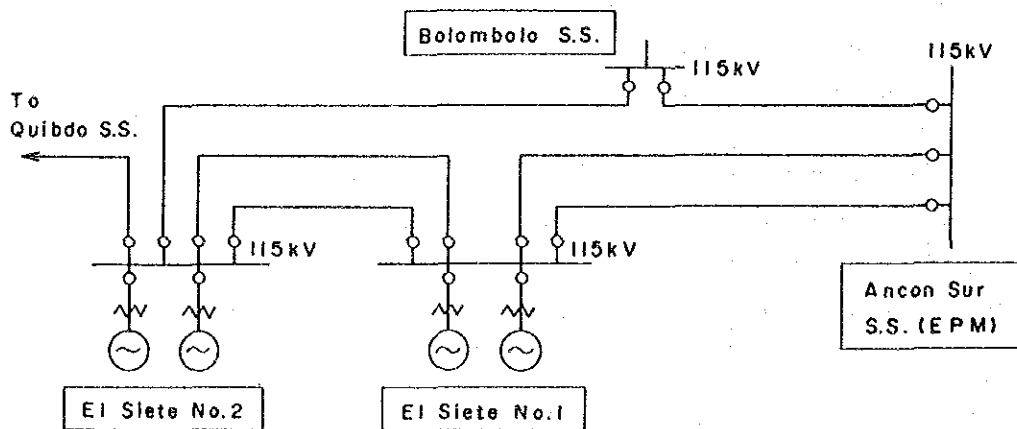 Bolombolo S.S.
115kV
115kV
To
Quibdo S.S.
115kV
115kV
Ancon Sur
S.S. (EPM)
El Siete No.2
El Siete No.1